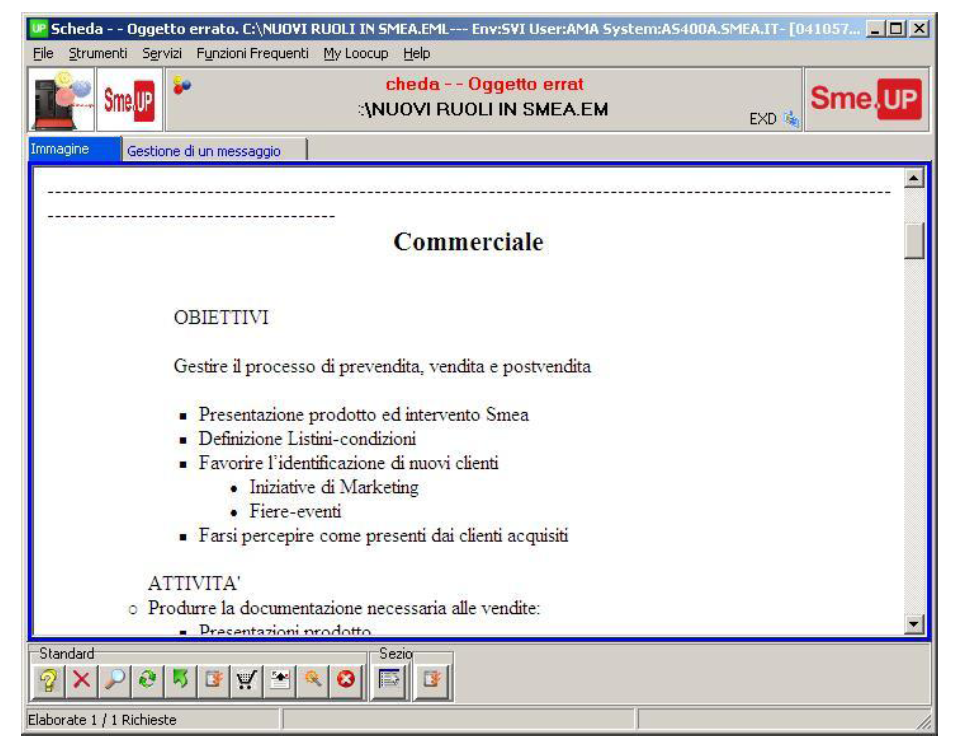 UP Scheda - - Oggetto errato. C:\NUOVI RUOLI IN SMEA.EML--- Env:SVI User:AMA System:AS400A.SMEA.IT- [041057...
File Strumenti Servizi Funzioni Frequenti My Loocup Help
Sme.UP
cheda - - Oggetto errat
:\NUOVI RUOLI IN SMEA.EM
EXD
Sme.UP
Immagine Gestione di un messaggio
------------------------------------------------------------------------------------------------------------------
---------------------------------------
Commerciale
OBIETTIVI
Gestire il processo di prevendita, vendita e postvendita
▪ Presentazione prodotto ed intervento Smea
▪ Definizione Listini-condizioni
▪ Favorire l'identificazione di nuovi clienti
• Iniziative di Marketing
• Fiere-eventi
▪ Farsi percepire come presenti dai clienti acquisiti
ATTIVITA'
○ Produrre la documentazione necessaria alle vendite:
▪ Presentazioni prodotto
Standard Sezio
Elaborate 1 / 1 Richieste